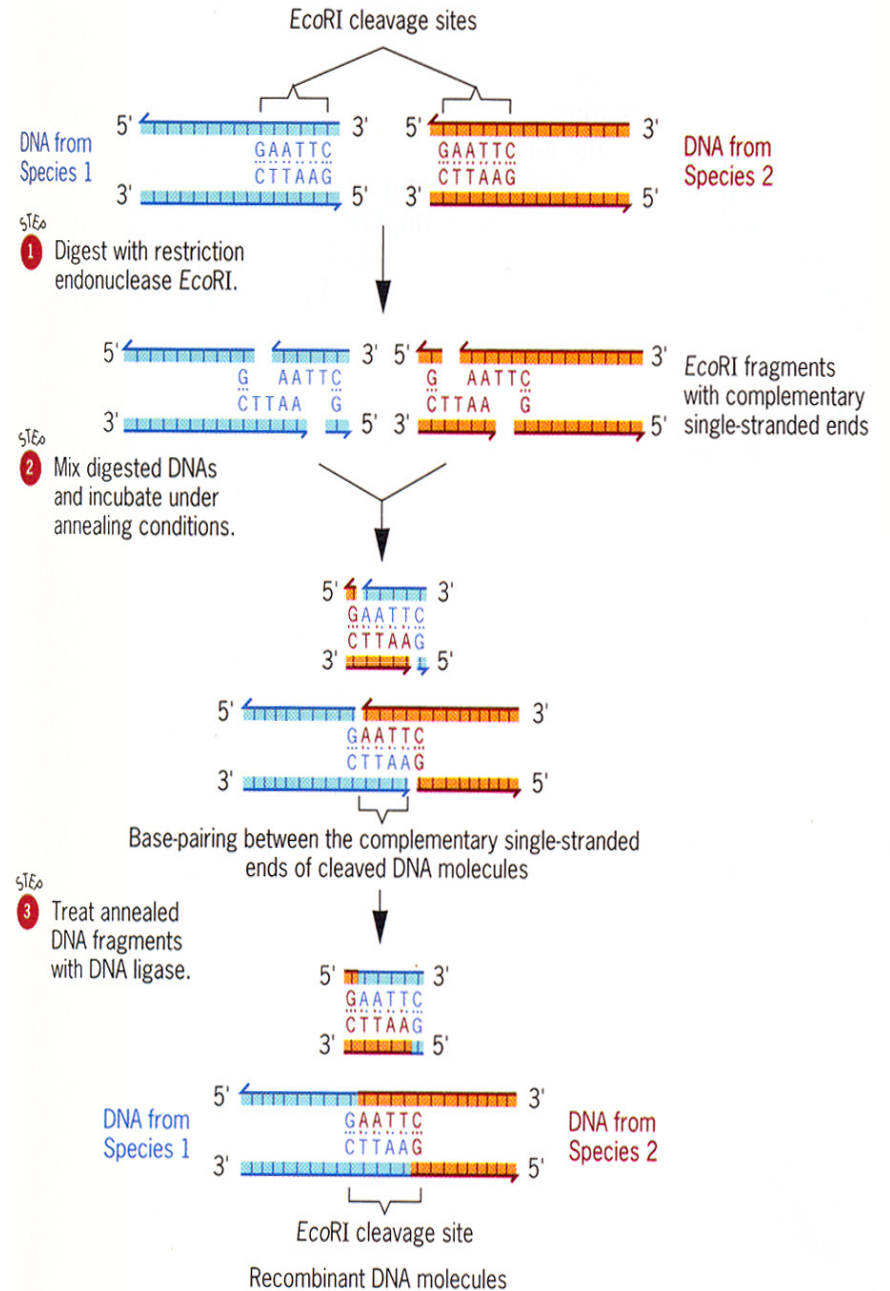 EcoRI cleavage sites
5' 3' 5' 3'
DNA from
Species 1
GAATTC GAATTC
CTTAAG CTTAAG
DNA from
Species 2
3' 5' 3' 5'
STEP
1 Digest with restriction
endonuclease EcoRI.
5' 3' 5' 3'
G AATTC G AATTC
CTTAA G CTTAA G
3' 5' 3' 5'
EcoRI fragments
with complementary
single-stranded ends
STEP
2 Mix digested DNAs
and incubate under
annealing conditions.
5' 3'
GAATTC
CTTAAG
3' 5'
5' 3'
GAATTC
CTTAAG
3' 5'
Base-pairing between the complementary single-stranded
ends of cleaved DNA molecules
STEP
3 Treat annealed
DNA fragments
with DNA ligase.
5' 3'
GAATTC
CTTAAG
3' 5'
5' 3'
DNA from
Species 1
GAATTC
CTTAAG
DNA from
Species 2
3' 5'
EcoRI cleavage site
Recombinant DNA molecules